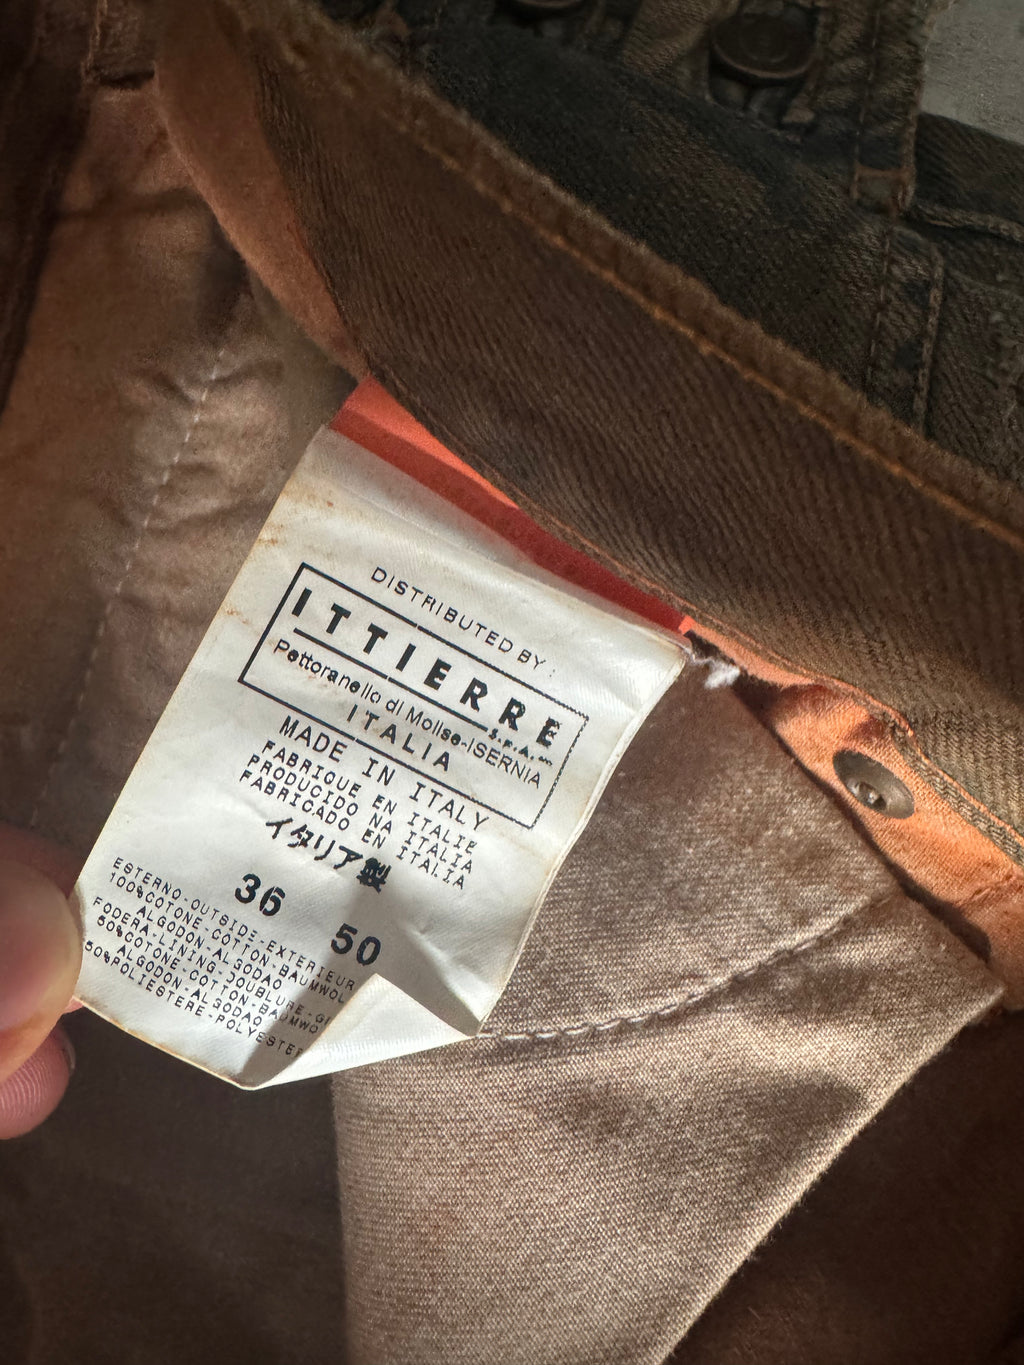 DISTRIBUTED BY:
ITTIERRE
S.P.A.
Pettoranello di Molise-ISERNIA
ITALIA
MADE IN ITALY
FABRIQUE EN ITALIE
PRODUCIDO NA ITALIA
FABRICADO EN ITALIA
イタリア製
36 50
ESTERNO-OUTSIDE-EXTERIEUR
100%COTONE-COTTON-BAUMWOL
ALGODON-ALGODAO
FODERA-LINING-DOUBLURE
50%COTONE-COTTON-BAUMWO
ALGODON-ALGODAO
50%POLIESTERE-POLYESTE